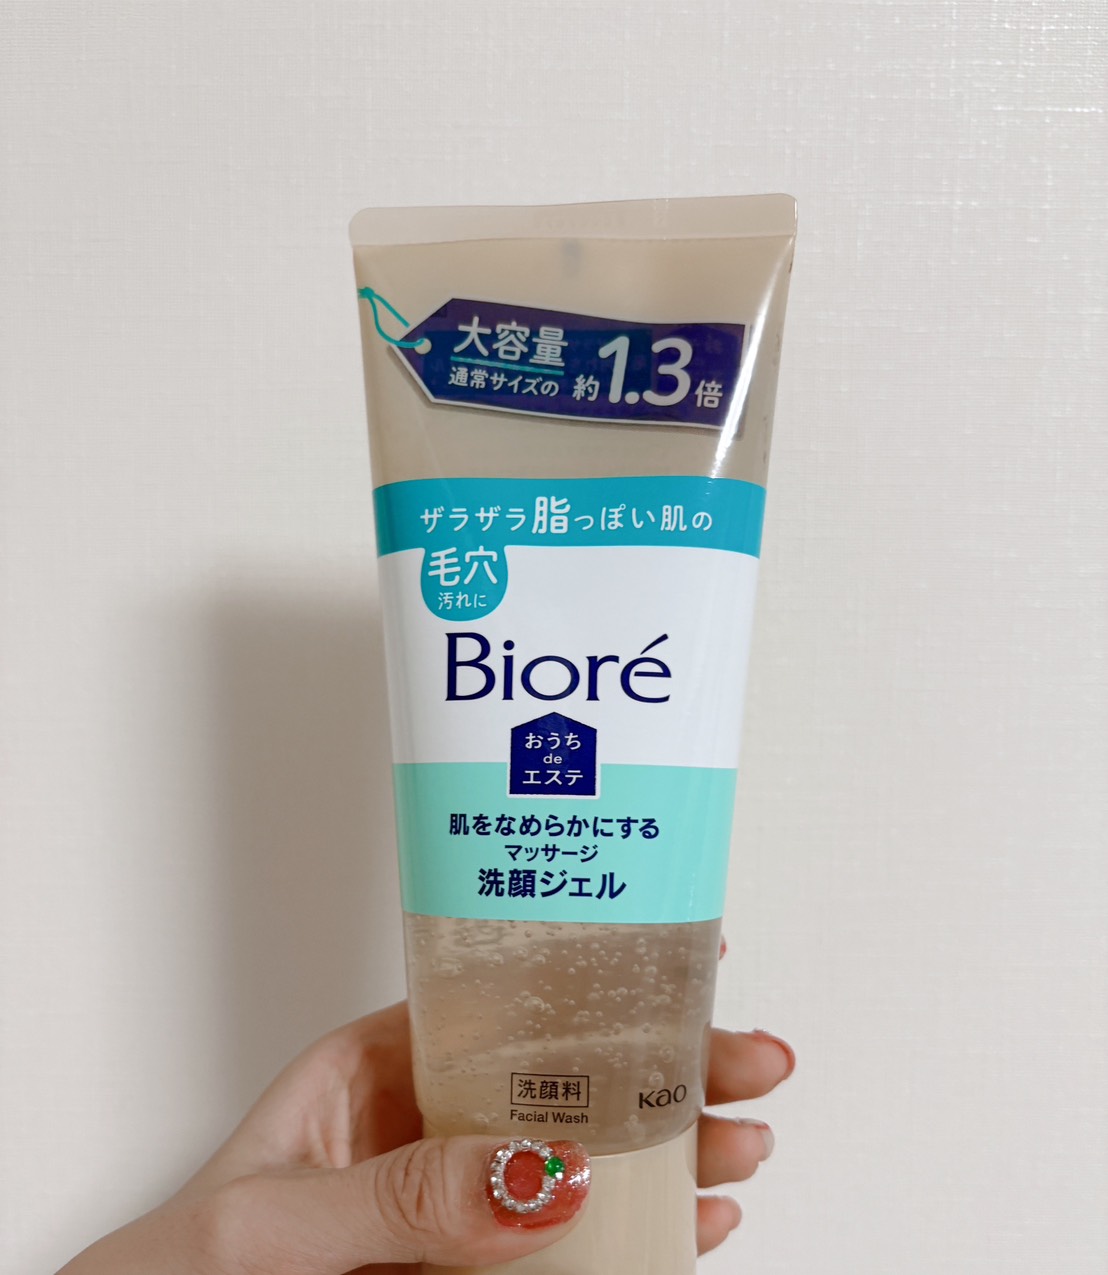 大容量
通常サイズの 約1.3倍
ザラザラ脂っぽい肌の
毛穴
汚れに
Bioré
おうち
de
エステ
肌をなめらかにする
マッサージ
洗顔ジェル
洗顔料
Facial Wash
Kao